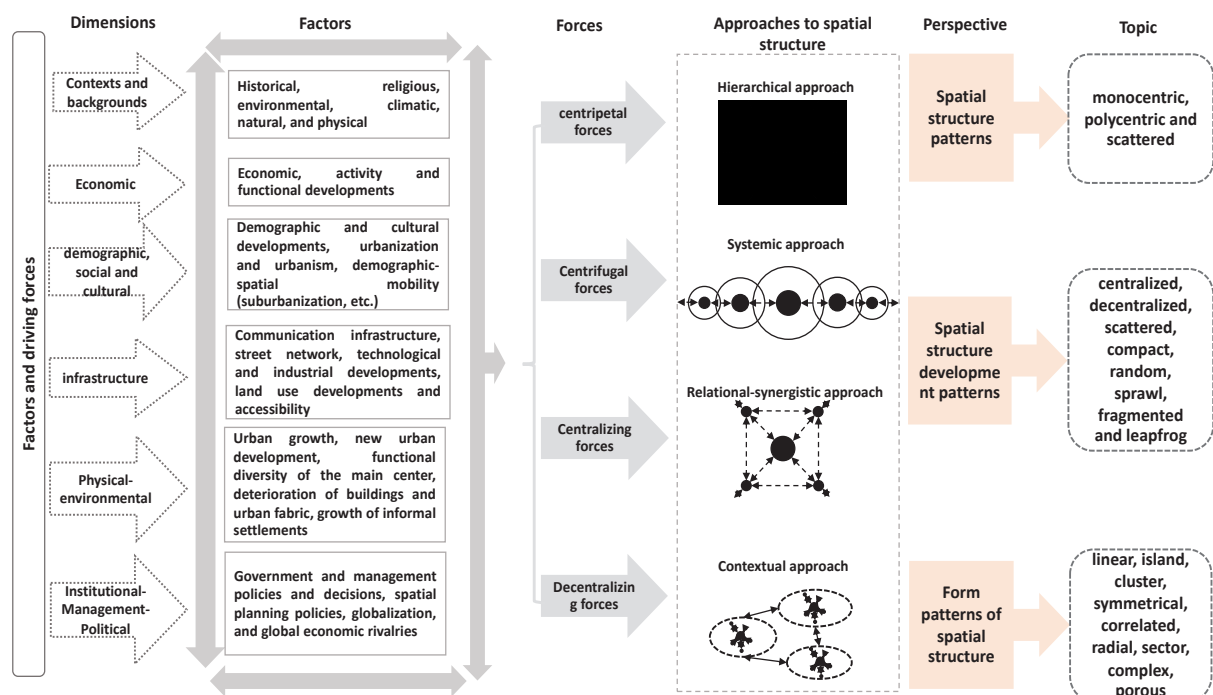 Dimensions
Factors
Forces
Approaches to spatial
structure
Perspective
Topic
Factors and driving forces
Contexts and
backgrounds
Economic
demographic,
social and
cultural
infrastructure
Physical-
environmental
Institutional-
Management-
Political
Historical, religious,
environmental, climatic,
natural, and physical
Economic, activity and
functional developments
Demographic and cultural
developments, urbanization
and urbanism, demographic-
spatial mobility
(suburbanization, etc.)
Communication infrastructure,
street network, technological
and industrial developments,
land use developments and
accessibility
Urban growth, new urban
development, functional
diversity of the main center,
deterioration of buildings and
urban fabric, growth of informal
settlements
Government and management
policies and decisions, spatial
planning policies, globalization,
and global economic rivalries
centripetal
forces
Centrifugal
forces
Centralizing
forces
Decentralizin
g forces
Hierarchical approach
Systemic approach
Relational-synergistic approach
Contextual approach
Spatial
structure
patterns
Spatial
structure
developme
nt patterns
Form
patterns of
spatial
structure
monocentric,
polycentric and
scattered
centralized,
decentralized,
scattered,
compact,
random,
sprawl,
fragmented
and leapfrog
linear, island,
cluster,
symmetrical,
correlated,
radial, sector,
complex,
porous